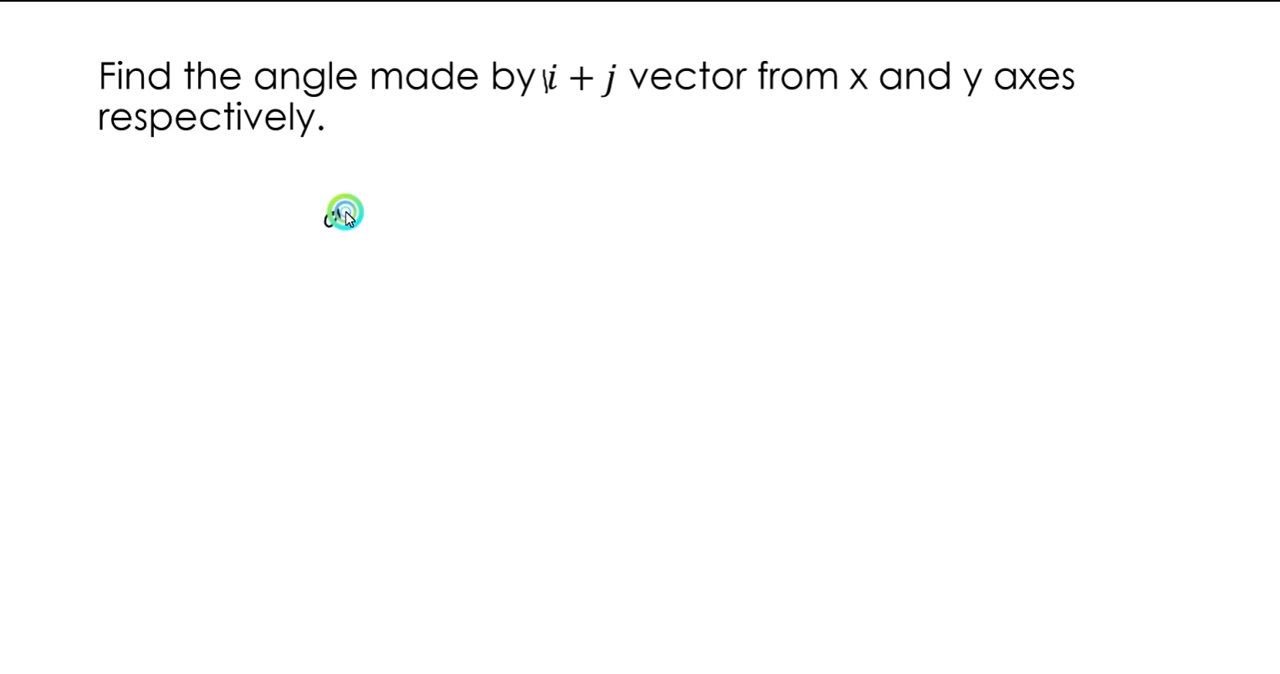 Find the angle made by i + j vector from x and y axes
respectively.